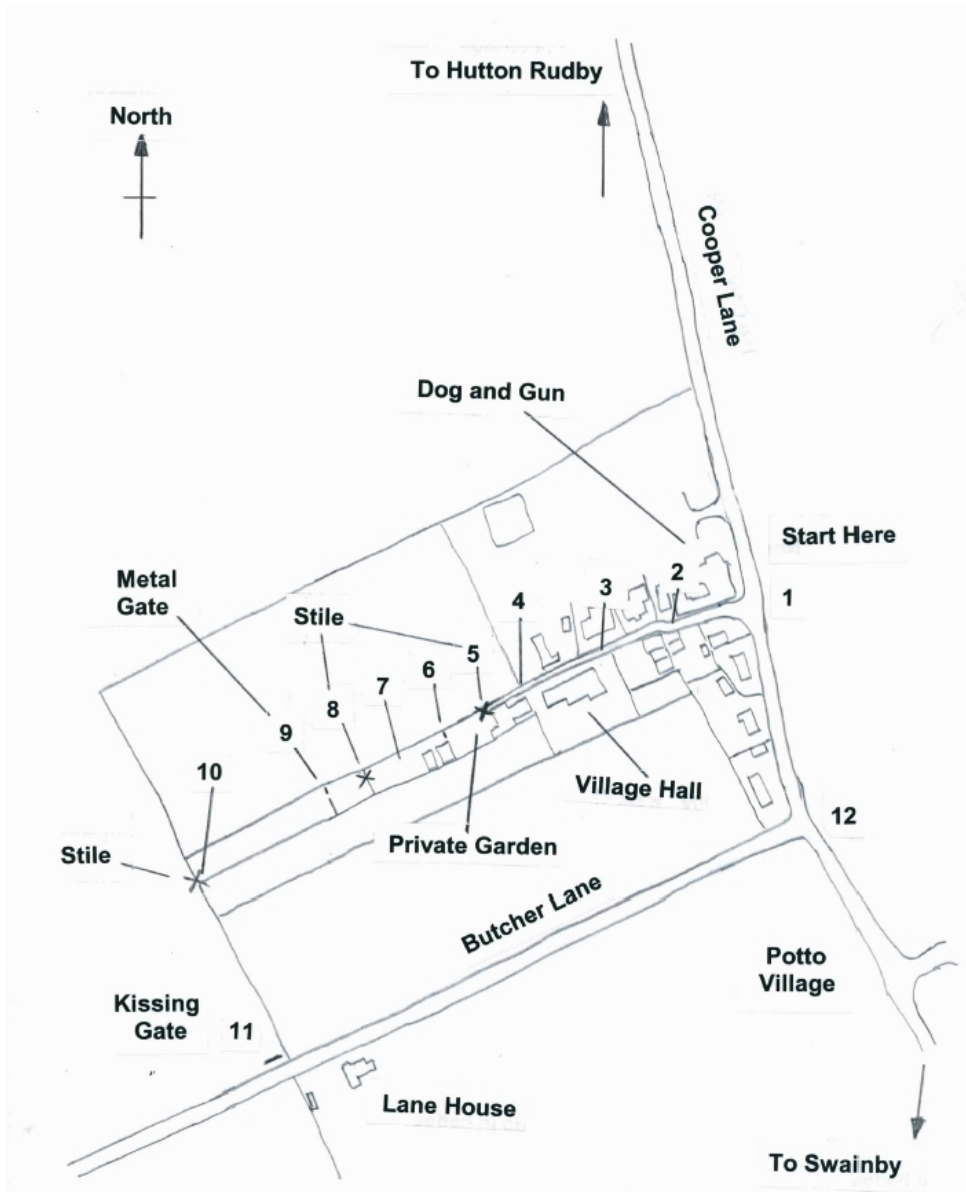 To Hutton Rudby
North
Cooper Lane
Dog and Gun
Start Here
1
2
3
4
Metal
Gate
Stile
5
6
7
8
9
10
Village Hall
12
Stile
Private Garden
Butcher Lane
Potto
Village
Kissing
Gate
11
Lane House
To Swainby